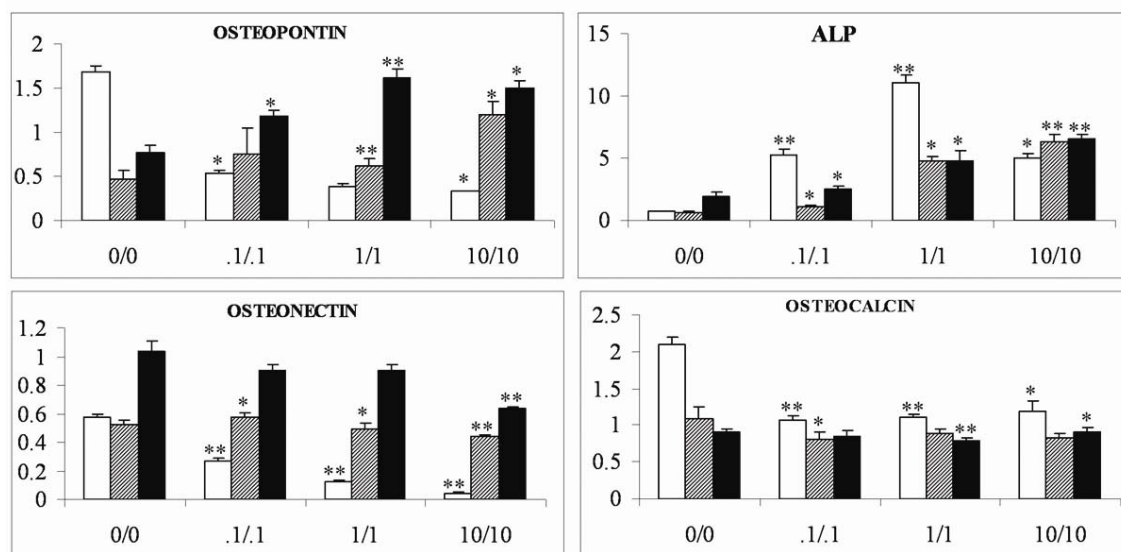 OSTEOPONTIN
2
1.5
1
0.5
0
* * * ** ** * * *
0/0 .1/.1 1/1 10/10
ALP
15
10
5
0
** * * ** * * * ** **
0/0 .1/.1 1/1 10/10
OSTEONECTIN
1.2
1
0.8
0.6
0.4
0.2
0
** * ** * ** ** **
0/0 .1/.1 1/1 10/10
OSTEOCALCIN
2.5
2
1.5
1
0.5
0
** * ** ** * *
0/0 .1/.1 1/1 10/10